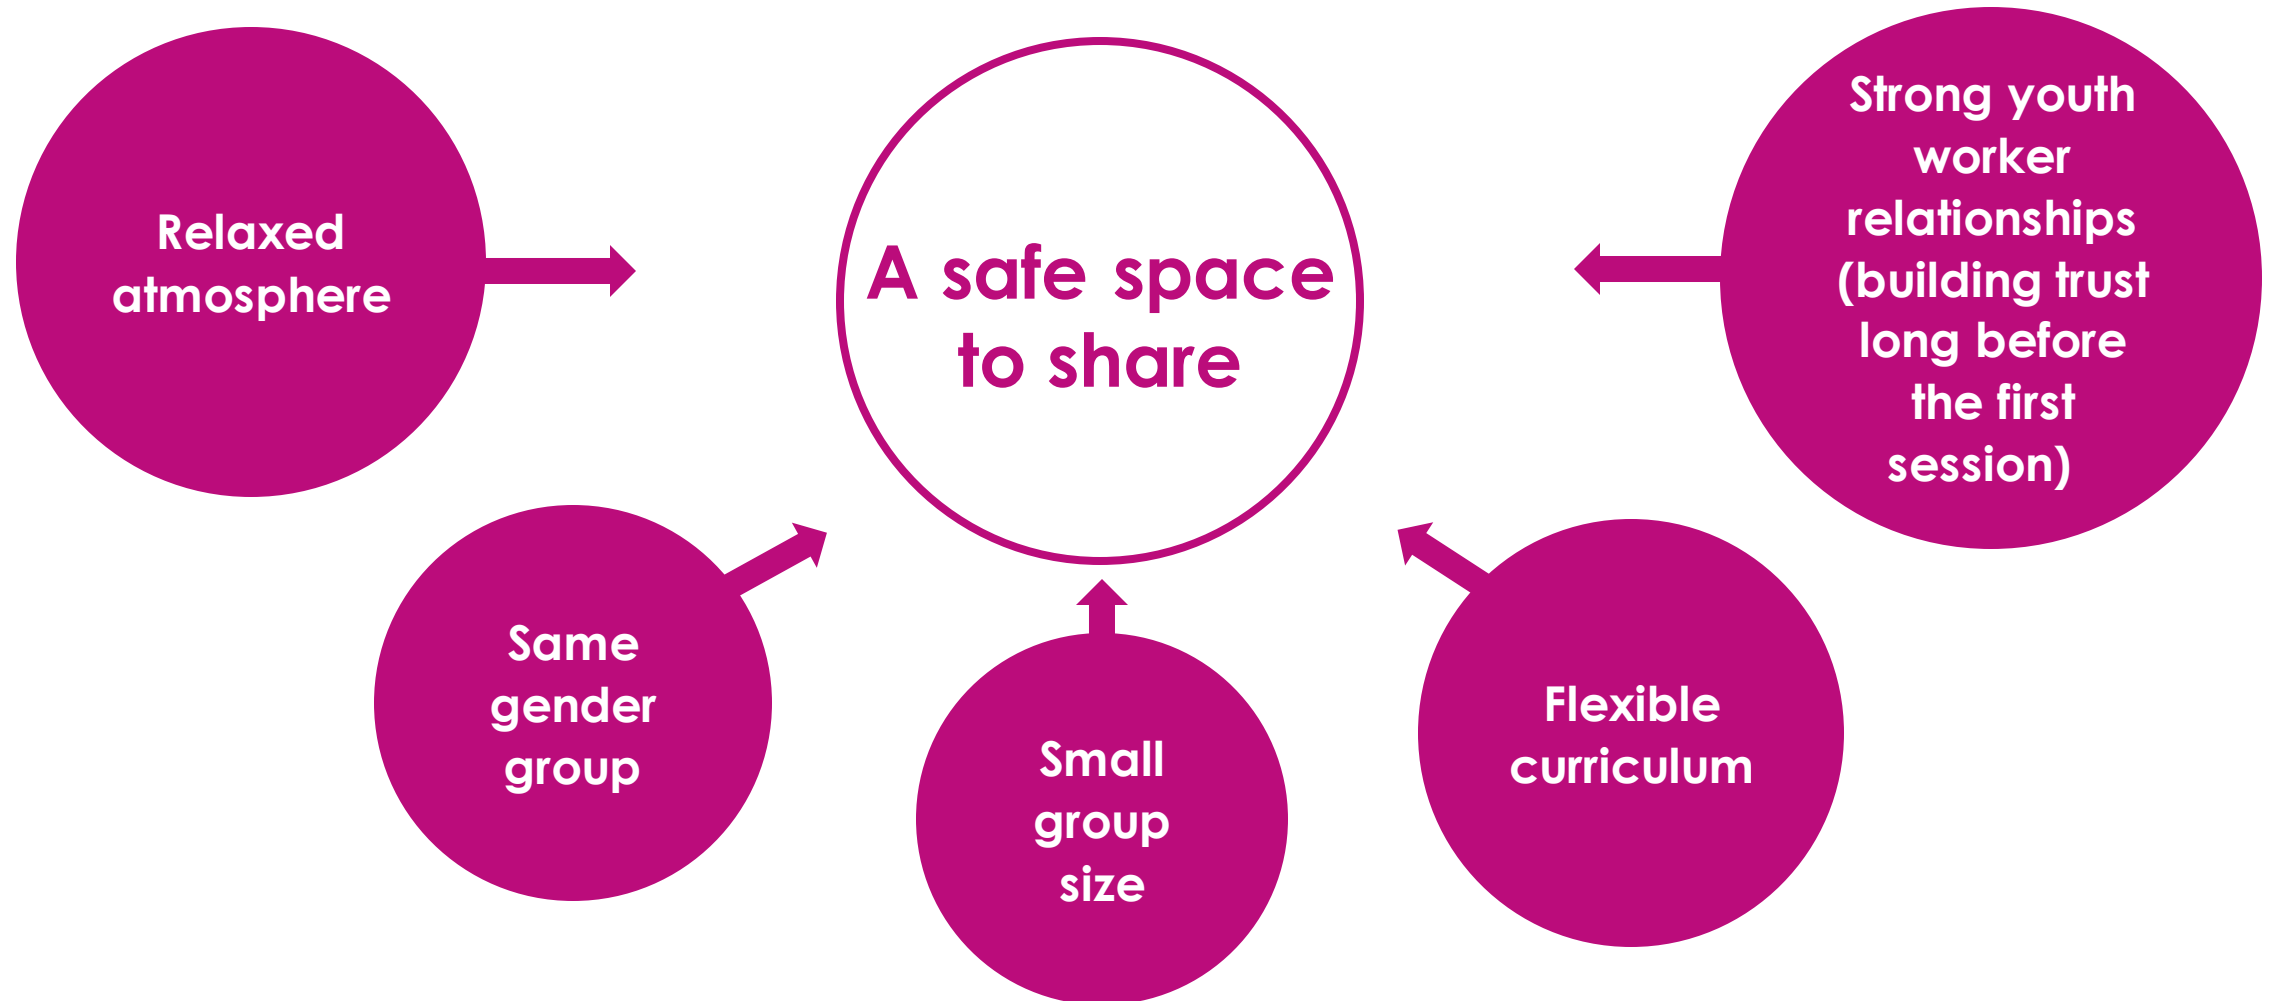 Relaxed
atmosphere
A safe space
to share
Strong youth
worker
relationships
(building trust
long before
the first
session)
Same
gender
group
Small
group
size
Flexible
curriculum